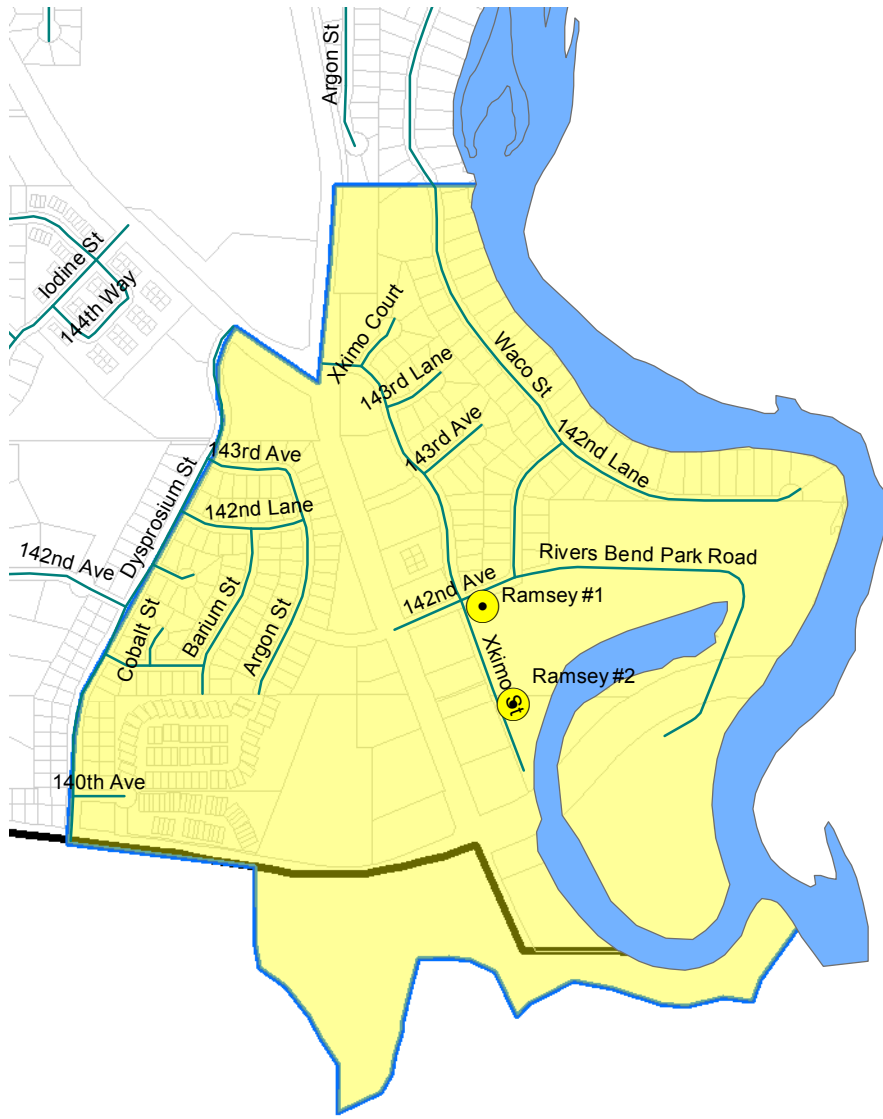 Argon St
Iodine St
144th Way
Xkimo Court
143rd Lane
Waco St
143rd Ave
143rd Ave
142nd Lane
Dysprosium St
142nd Lane
142nd Ave
Rivers Bend Park Road
142nd Ave
Ramsey #1
Cobalt St
Barium St
Argon St
Xkimo St
Ramsey #2
140th Ave